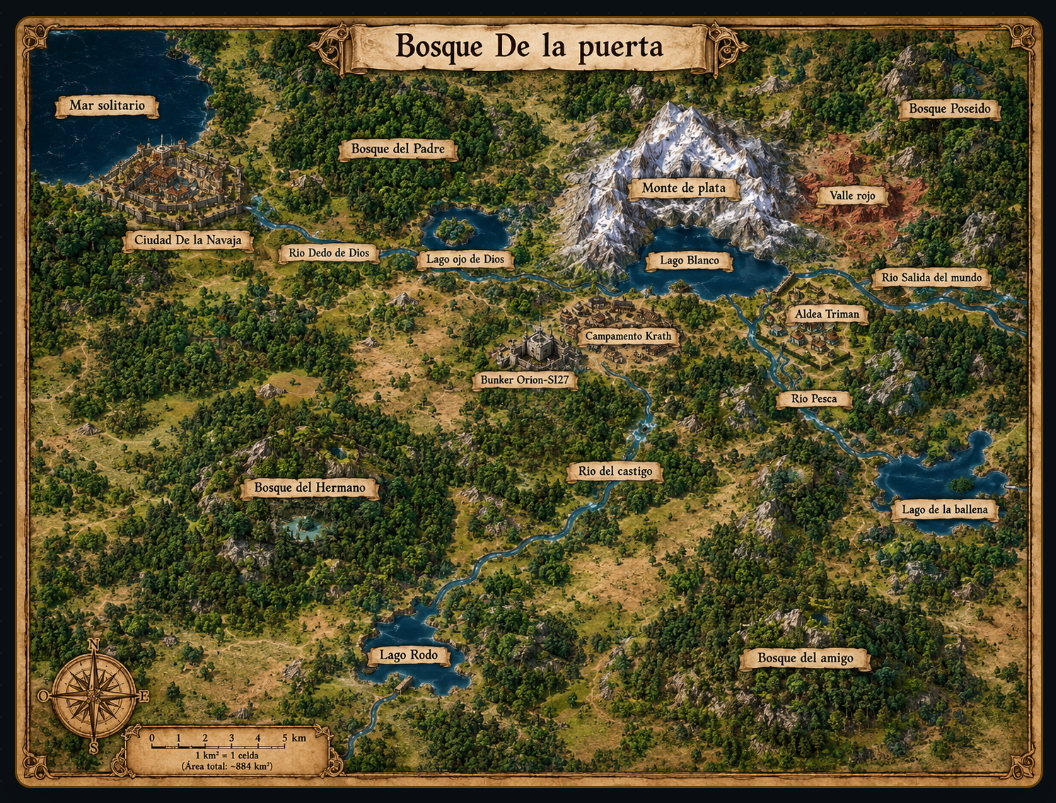 Bosque De la puerta
Mar solitario
Bosque Poseido
Bosque del Padre
Monte de plata
Valle rojo
Ciudad De la Navaja
Rio Dedo de Dios
Lago ojo de Dios
Lago Blanco
Rio Salida del mundo
Aldea Triman
Campamento Krath
Bunker Orion-SI27
Rio Pesca
Rio del castigo
Bosque del Hermano
Lago de la ballena
Lago Rodo
Bosque del amigo
N
O E
S
0 1 2 3 4 5 km
1 km² = 1 celda
(Área total: ~884 km²)